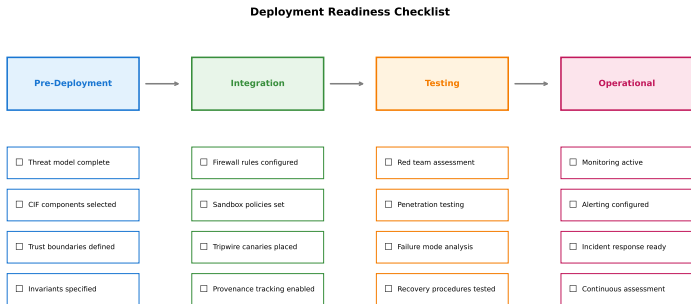 Deployment Readiness Checklist
Pre-Deployment
Integration
Testing
Operational
☐ Threat model complete
☐ Firewall rules configured
☐ Red team assessment
☐ Monitoring active
☐ CIF components selected
☐ Sandbox policies set
☐ Penetration testing
☐ Alerting configured
☐ Trust boundaries defined
☐ Tripwire canaries placed
☐ Failure mode analysis
☐ Incident response ready
☐ Invariants specified
☐ Provenance tracking enabled
☐ Recovery procedures tested
☐ Continuous assessment